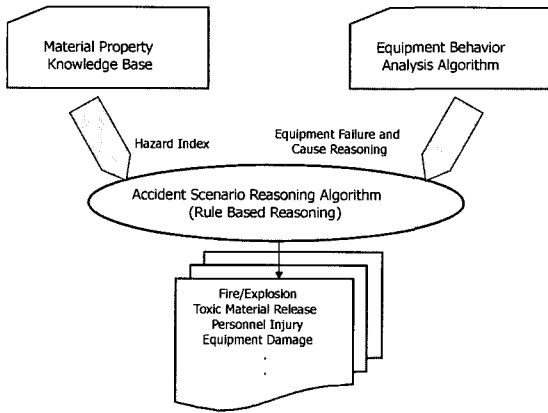 Material Property
Knowledge Base
Equipment Behavior
Analysis Algorithm
Hazard Index
Equipment Failure and
Cause Reasoning
Accident Scenario Reasoning Algorithm
(Rule Based Reasoning)
Fire/Explosion
Toxic Material Release
Personnel Injury
Equipment Damage
.
.